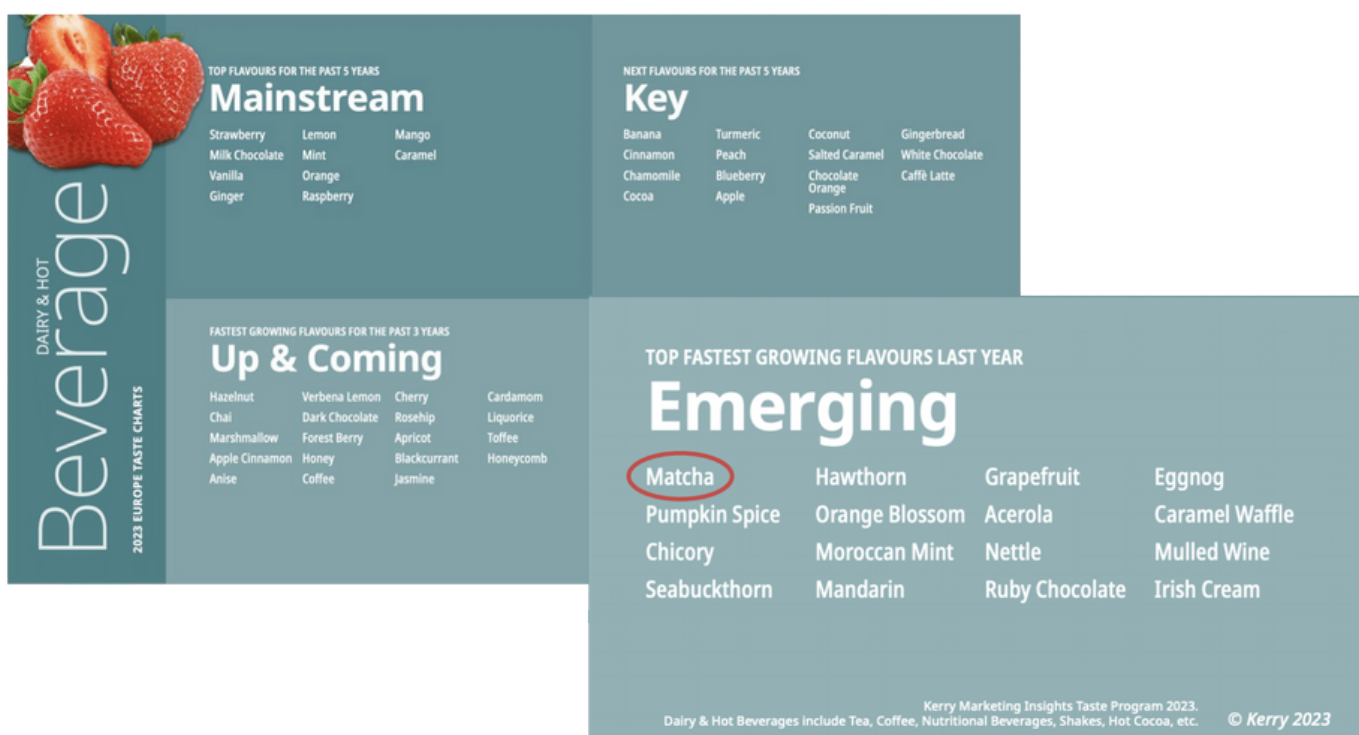 DAIRY & HOT
Beverage
2023 EUROPE TASTE CHARTS
TOP FLAVOURS FOR THE PAST 5 YEARS
Mainstream
Strawberry Lemon Mango
Milk Chocolate Mint Caramel
Vanilla Orange
Ginger Raspberry
NEXT FLAVOURS FOR THE PAST 5 YEARS
Key
Banana Turmeric Coconut Gingerbread
Cinnamon Peach Salted Caramel White Chocolate
Chamomile Blueberry Chocolate Caffè Latte
Orange
Cocoa Apple
Passion Fruit
FASTEST GROWING FLAVOURS FOR THE PAST 3 YEARS
Up & Coming
Hazelnut Verbena Lemon Cherry Cardamom
Chai Dark Chocolate Rosehip Liquorice
Marshmallow Forest Berry Apricot Toffee
Apple Cinnamon Honey Blackcurrant Honeycomb
Anise Coffee Jasmine
TOP FASTEST GROWING FLAVOURS LAST YEAR
Emerging
Matcha Hawthorn Grapefruit Eggnog
Pumpkin Spice Orange Blossom Acerola Caramel Waffle
Chicory Moroccan Mint Nettle Mulled Wine
Seabuckthorn Mandarin Ruby Chocolate Irish Cream
Kerry Marketing Insights Taste Program 2023.
Dairy & Hot Beverages include Tea, Coffee, Nutritional Beverages, Shakes, Hot Cocoa, etc. © Kerry 2023